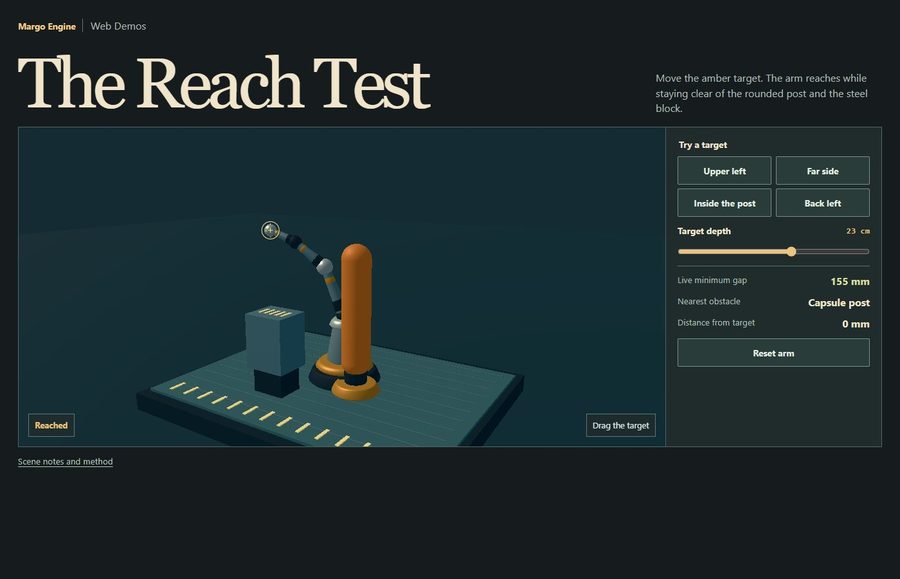 Margo Engine
Web Demos
The Reach Test
Move the amber target. The arm reaches while
staying clear of the rounded post and the steel
block.
Try a target
Upper left
Far side
Inside the post
Back left
Target depth
23 cm
Live minimum gap
155 mm
Nearest obstacle
Capsule post
Distance from target
0 mm
Reset arm
Reached
Drag the target
Scene notes and method